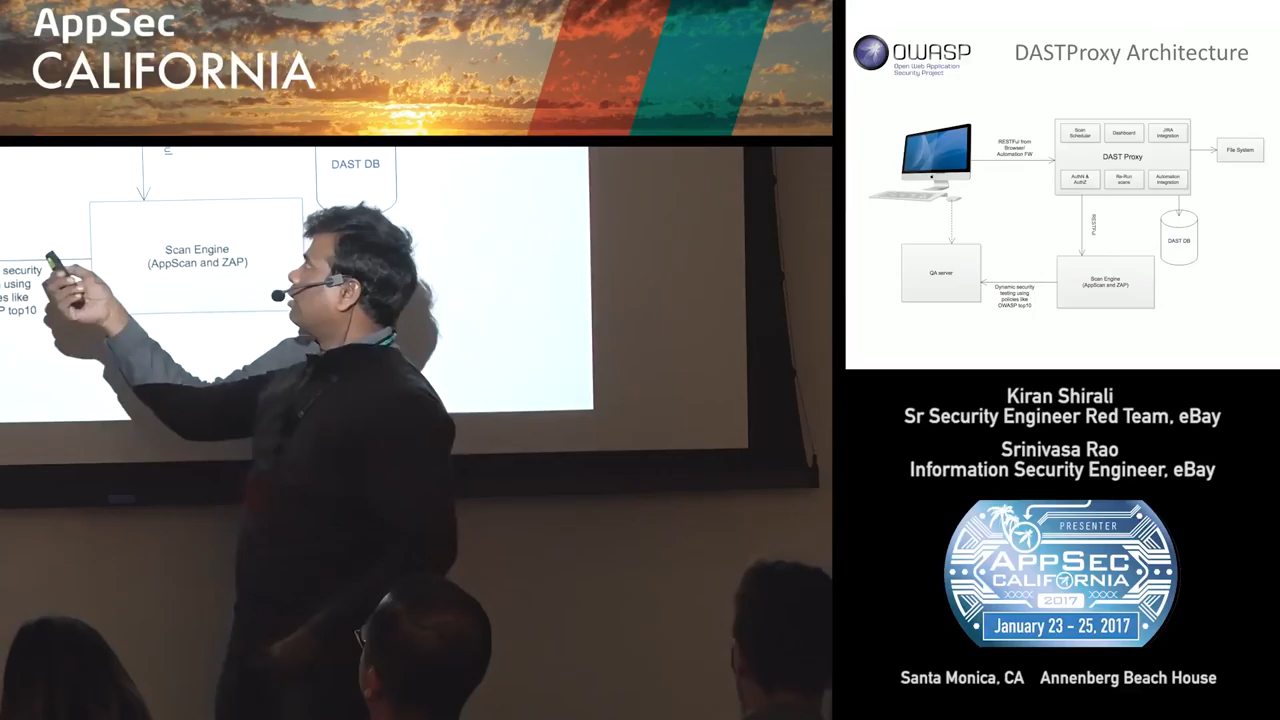 AppSec
CALIFORNIA
DAST DB
Scan Engine
(AppScan and ZAP)
security
using
es like
P top10
OWASP
Open Web Application
Security Project
DASTProxy Architecture
RESTFul from
Browser/
Automation FW
Scan
Scheduler
Dashboard
JIRA
Integration
DAST Proxy
AuthN &
AuthZ
Re-Run
scans
Automation
Integration
File System
RESTFul
DAST DB
QA server
Dynamic security
testing using
policies like
OWASP top10
Scan Engine
(AppScan and ZAP)
Kiran Shirali
Sr Security Engineer Red Team, eBay
Srinivasa Rao
Information Security Engineer, eBay
PRESENTER
APPSEC
CALIFORNIA
2017
January 23 - 25, 2017
Santa Monica, CA Annenberg Beach House